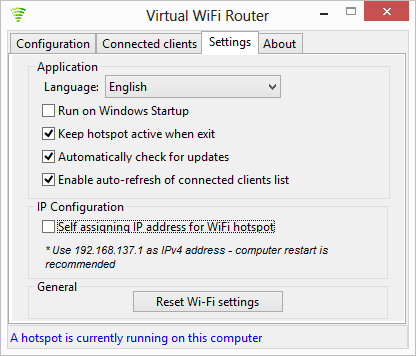 Virtual WiFi Router
Configuration Connected clients Settings About
Application
Language: English
Run on Windows Startup
Keep hotspot active when exit
Automatically check for updates
Enable auto-refresh of connected clients list
IP Configuration
Self assigning IP address for WiFi hotspot
* Use 192.168.137.1 as IPv4 address - computer restart is
recommended
General
Reset Wi-Fi settings
A hotspot is currently running on this computer